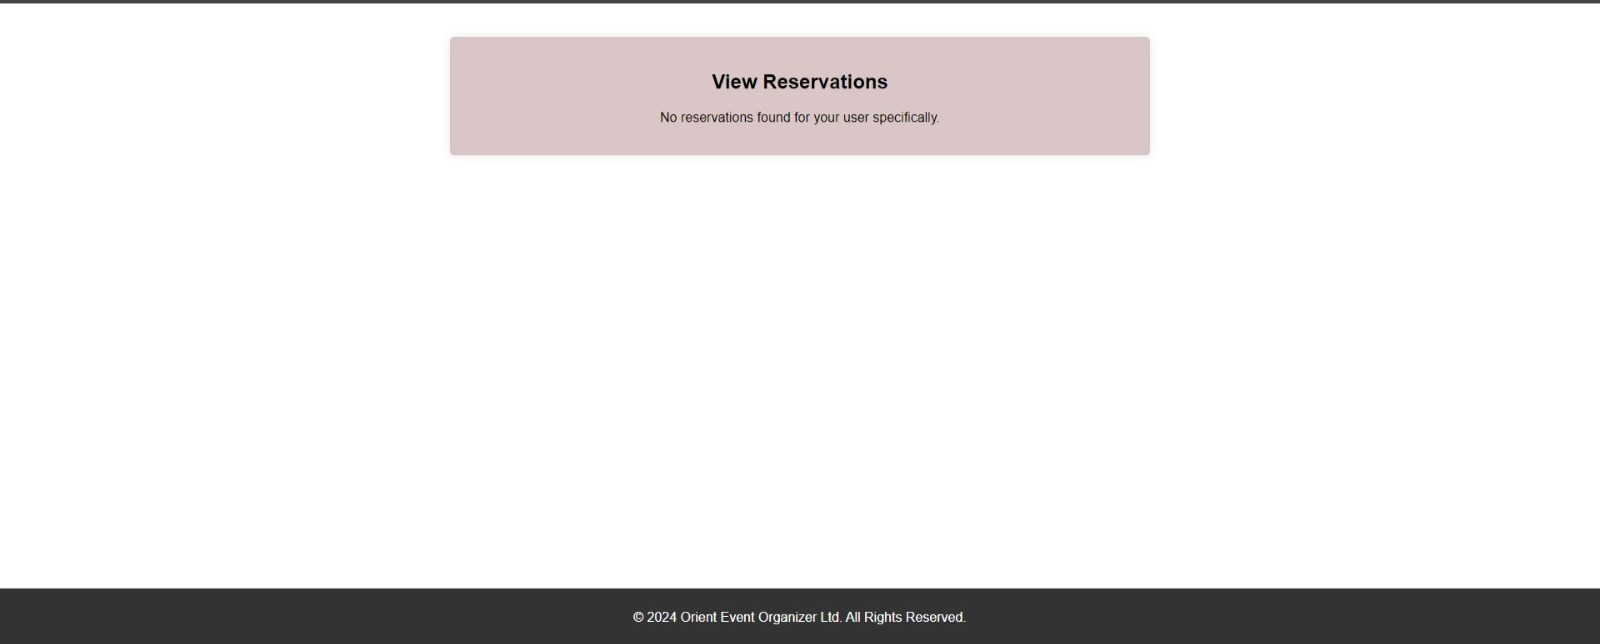 View Reservations
No reservations found for your user specifically.
© 2024 Orient Event Organizer Ltd. All Rights Reserved.